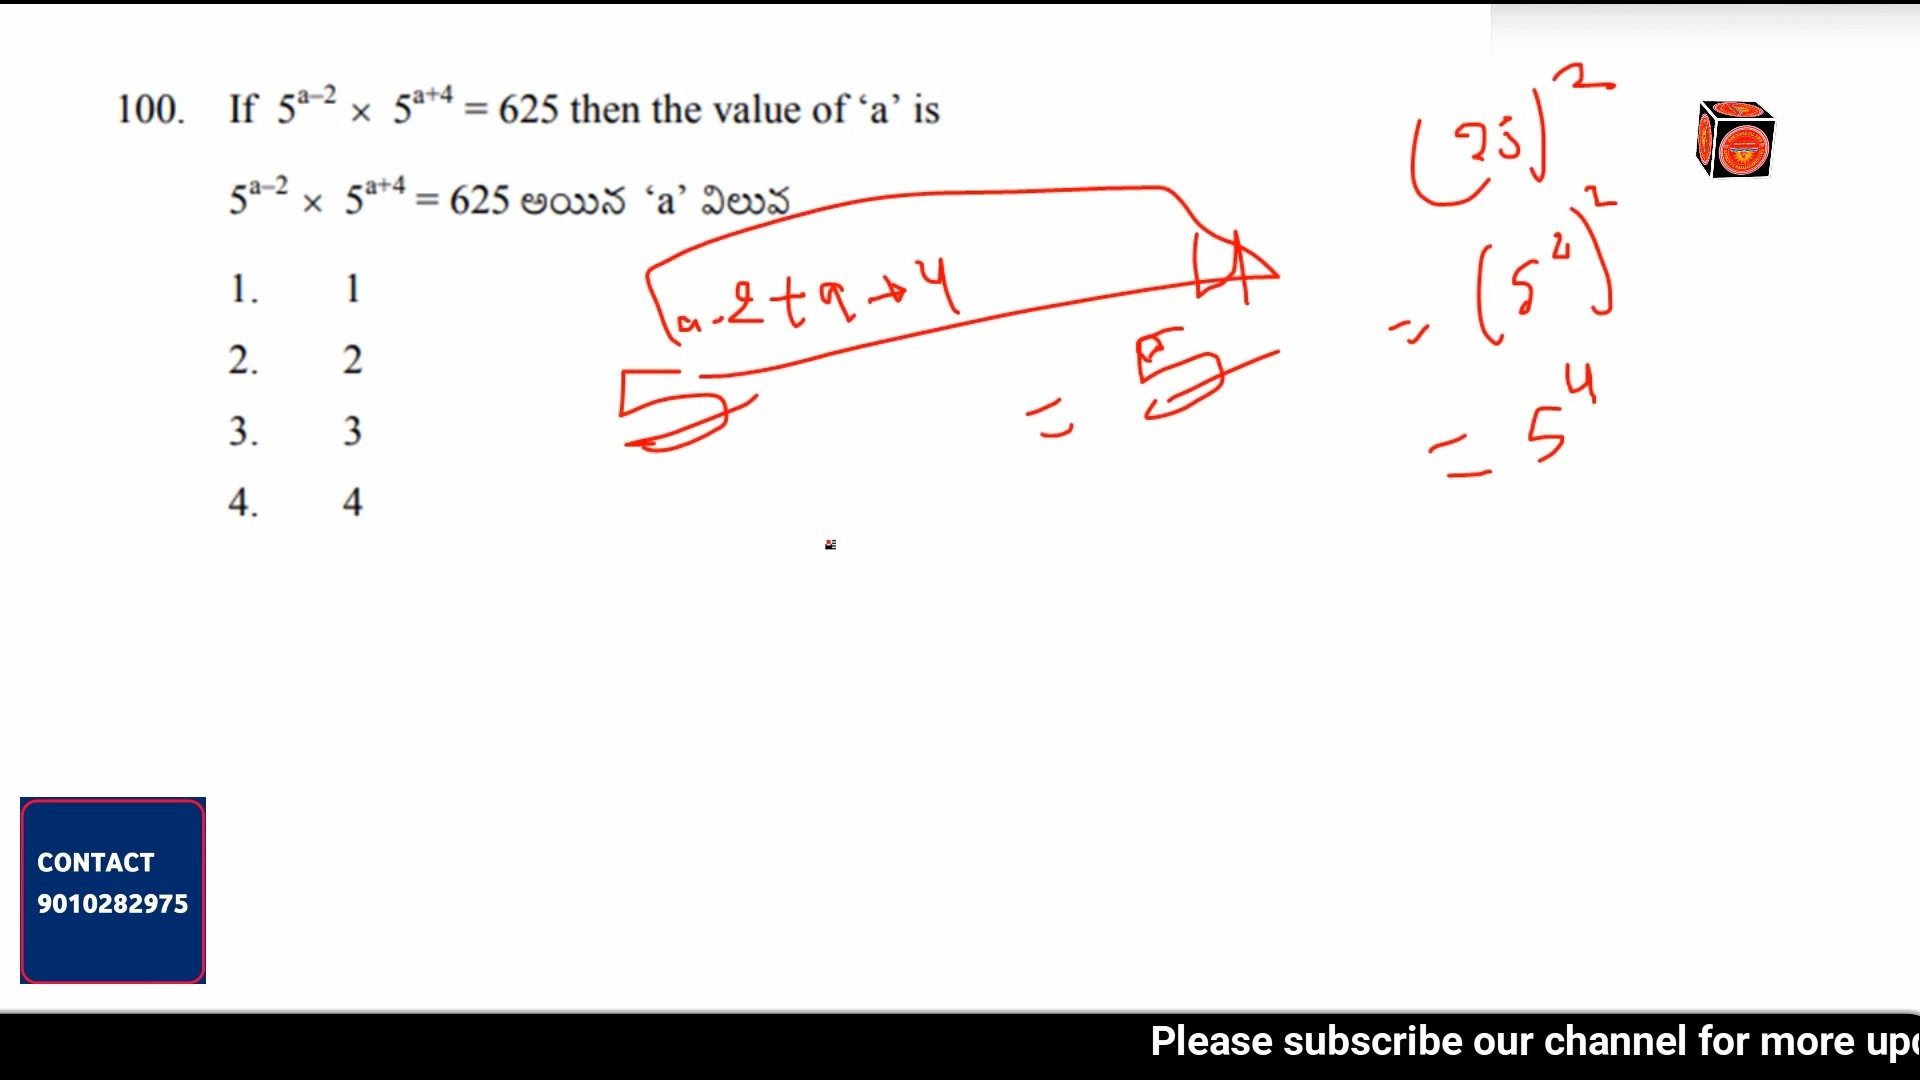 100. If 5^{a–2} × 5^{a+4} = 625 then the value of ‘a’ is
5^{a–2} × 5^{a+4} = 625 అయిన ‘a’ విలువ
1. 1
2. 2
3. 3
4. 4
5^{a-2+a+4} = 5^4
(25)^2
= (5^2)^2
= 5^4
CONTACT
9010282975
Please subscribe our channel for more upd